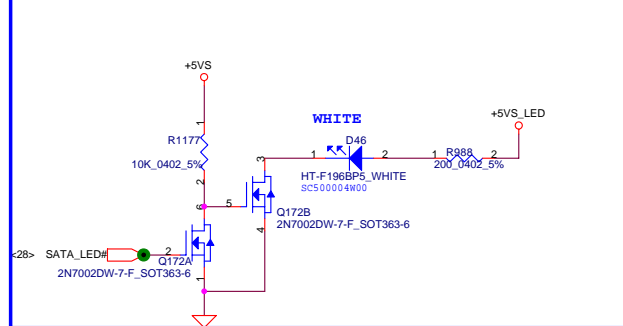 +5VS
WHITE
+5VS_LED
1
R1177
10K_0402_5%
2
D46
1
2
HT-F196BP5_WHITE
SC500004W00
R988
1
2
200_0402_5%
3
6
5
Q172B
4
2N7002DW-7-F_SOT363-6
<28>
SATA_LED#
2
Q172A
2N7002DW-7-F_SOT363-6
1